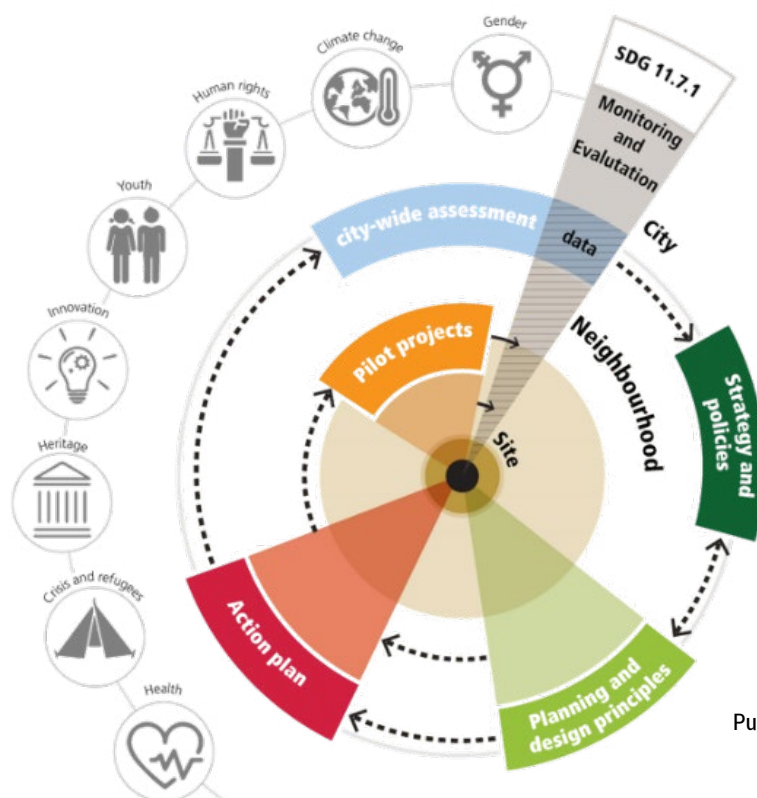 Gender
Climate change
Human rights
Youth
Innovation
Heritage
Crisis and refugees
Health
SDG 11.7.1
Monitoring
and
Evalutation
city-wide assessment
data
City
Pilot projects
Neighbourhood
Site
Strategy and
policies
Action plan
Planning and
design principles
Pu